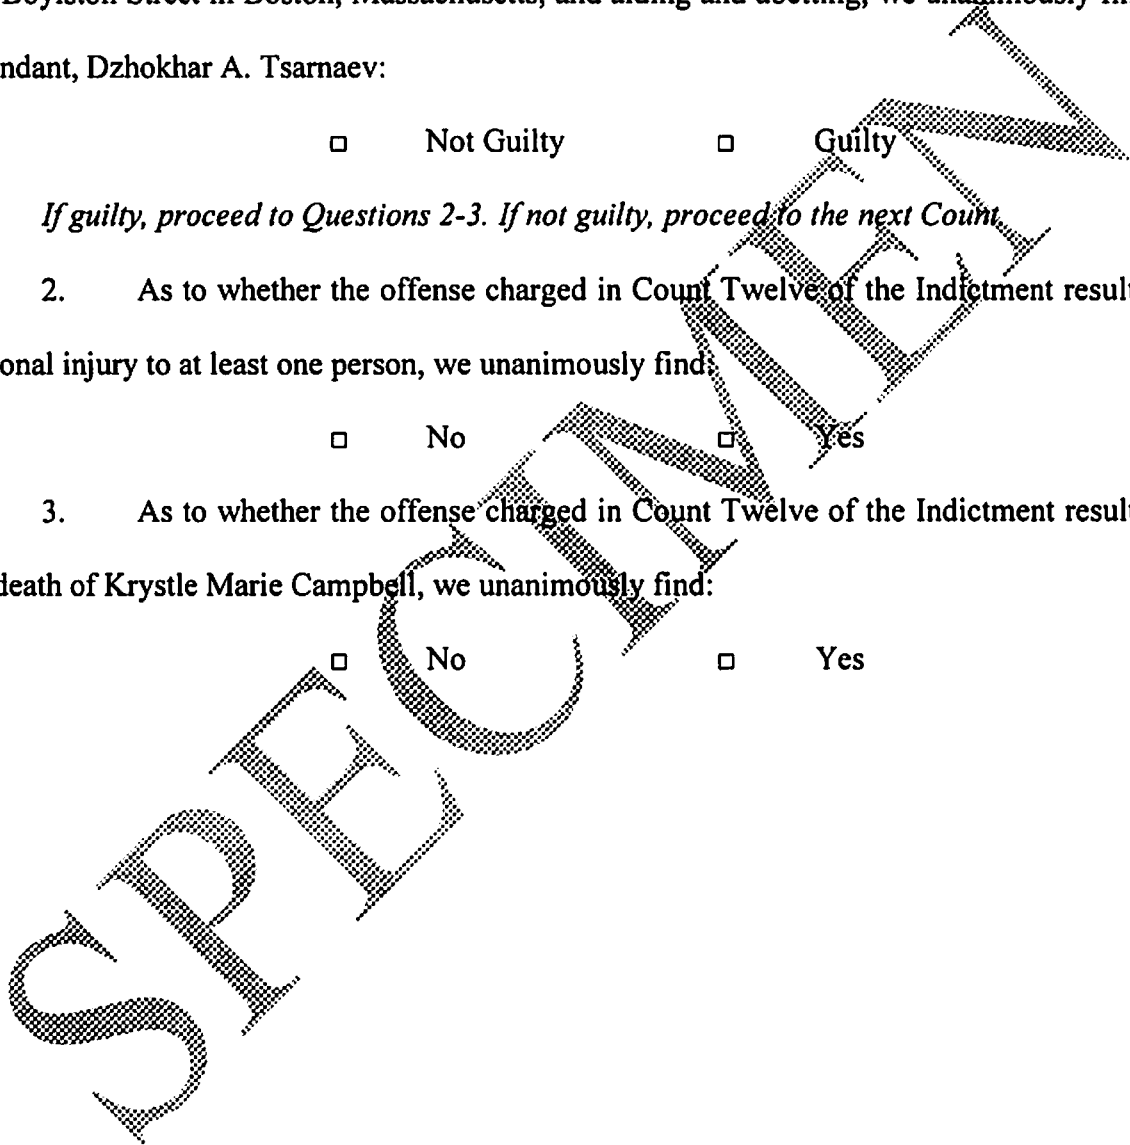 Boylston Street in Boston, Massachusetts, and aiding and abetting, we unanimously
ndant, Dzhokhar A. Tsarnaev:
□ Not Guilty □ Guilty
If guilty, proceed to Questions 2-3. If not guilty, proceed to the next Count.
2. As to whether the offense charged in Count Twelve of the Indictment result
onal injury to at least one person, we unanimously find:
□ No □ Yes
3. As to whether the offense charged in Count Twelve of the Indictment result
death of Krystle Marie Campbell, we unanimously find:
□ No □ Yes
SPECIMEN